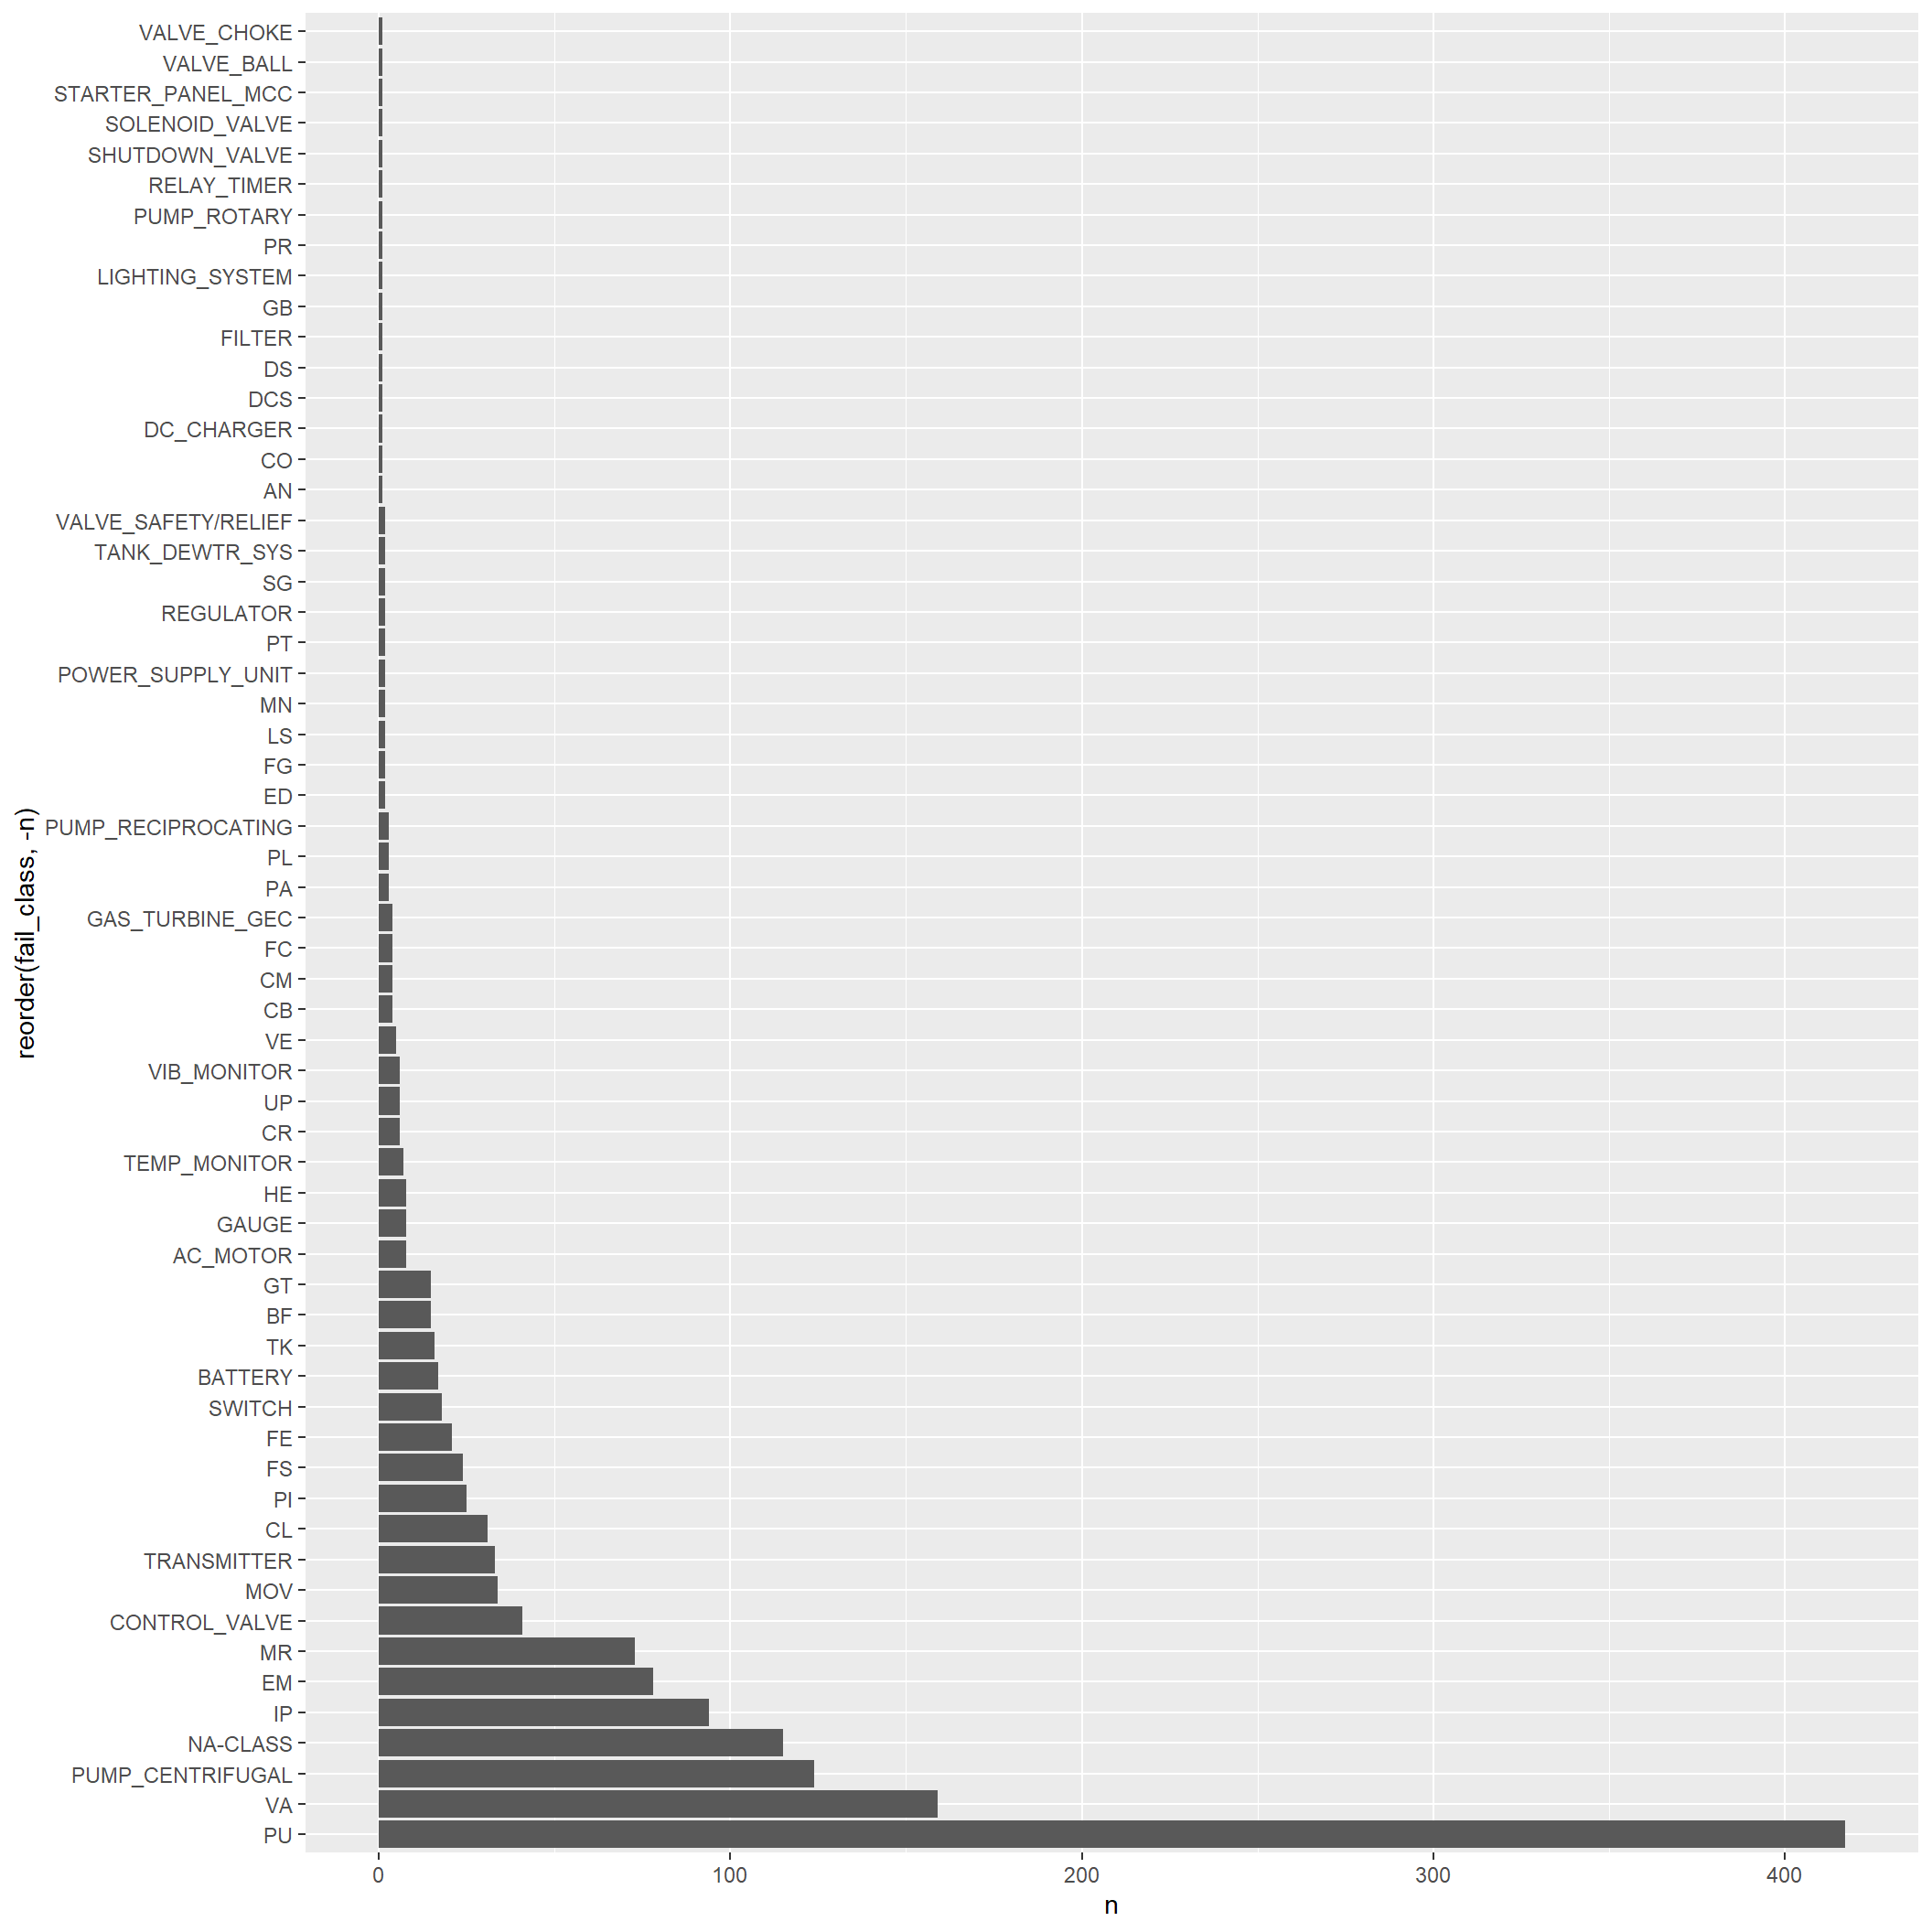 VALVE_CHOKE
VALVE_BALL
STARTER_PANEL_MCC
SOLENOID_VALVE
SHUTDOWN_VALVE
RELAY_TIMER
PUMP_ROTARY
PR
LIGHTING_SYSTEM
GB
FILTER
DS
DCS
DC_CHARGER
CO
AN
VALVE_SAFETY/RELIEF
TANK_DEWTR_SYS
SG
REGULATOR
PT
POWER_SUPPLY_UNIT
MN
LS
FG
ED
PUMP_RECIPROCATING
PL
PA
GAS_TURBINE_GEC
FC
CM
CB
VE
VIB_MONITOR
UP
CR
TEMP_MONITOR
HE
GAUGE
AC_MOTOR
GT
BF
TK
BATTERY
SWITCH
FE
FS
PI
CL
TRANSMITTER
MOV
CONTROL_VALVE
MR
EM
IP
NA-CLASS
PUMP_CENTRIFUGAL
VA
PU
reorder(fail_class, -n)
0 100 200 300 400
n